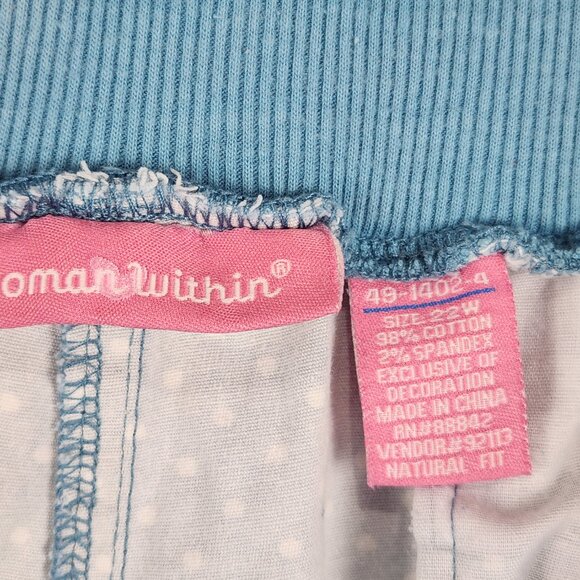 oman Within®
49-1402-4
SIZE-22W
98% COTTON
2% SPANDEX
EXCLUSIVE OF
DECORATION
MADE IN CHINA
RN#88842
VENDOR#92113
NATURAL FIT